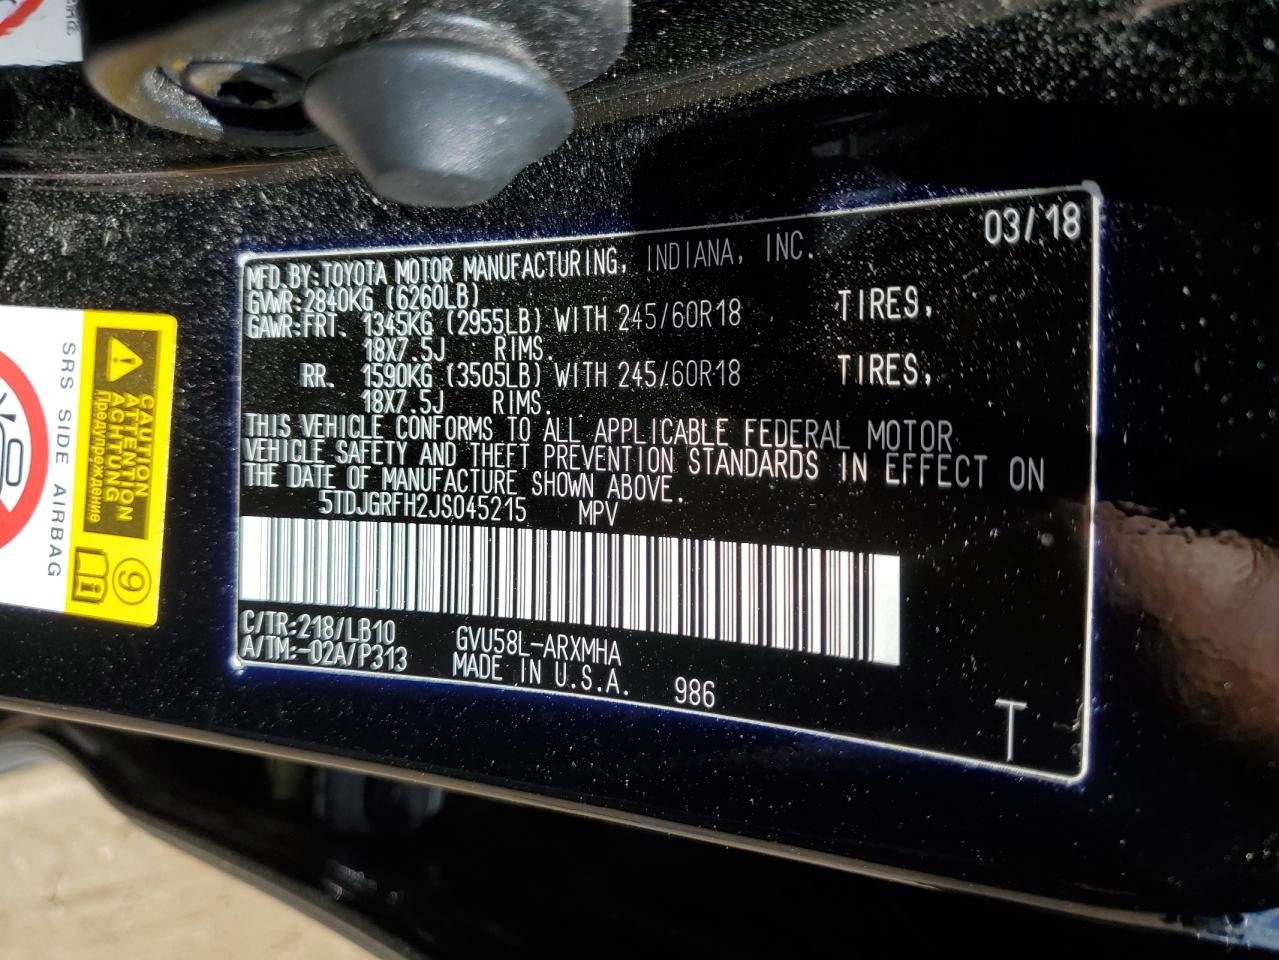 03/18
MFD.BY:TOYOTA MOTOR MANUFACTURING, INDIANA, INC.
GVWR:2840KG (6260LB)
GAWR:FRT. 1345KG (2955LB) WITH 245/60R18 TIRES,
18X7.5J RIMS.
RR. 1590KG (3505LB) WITH 245/60R18 TIRES,
18X7.5J RIMS.
THIS VEHICLE CONFORMS TO ALL APPLICABLE FEDERAL MOTOR
VEHICLE SAFETY AND THEFT PREVENTION STANDARDS IN EFFECT ON
THE DATE OF MANUFACTURE SHOWN ABOVE.
5TDJGRFH2JS045215 MPV
C/TR:218/LB10 GVU58L-ARXMHA
A/TM:-02A/P313 MADE IN U.S.A. 986
T
CAUTION
ATTENTION
ACHTUNG
Предупреждение
9
SRS SIDE AIRBAG